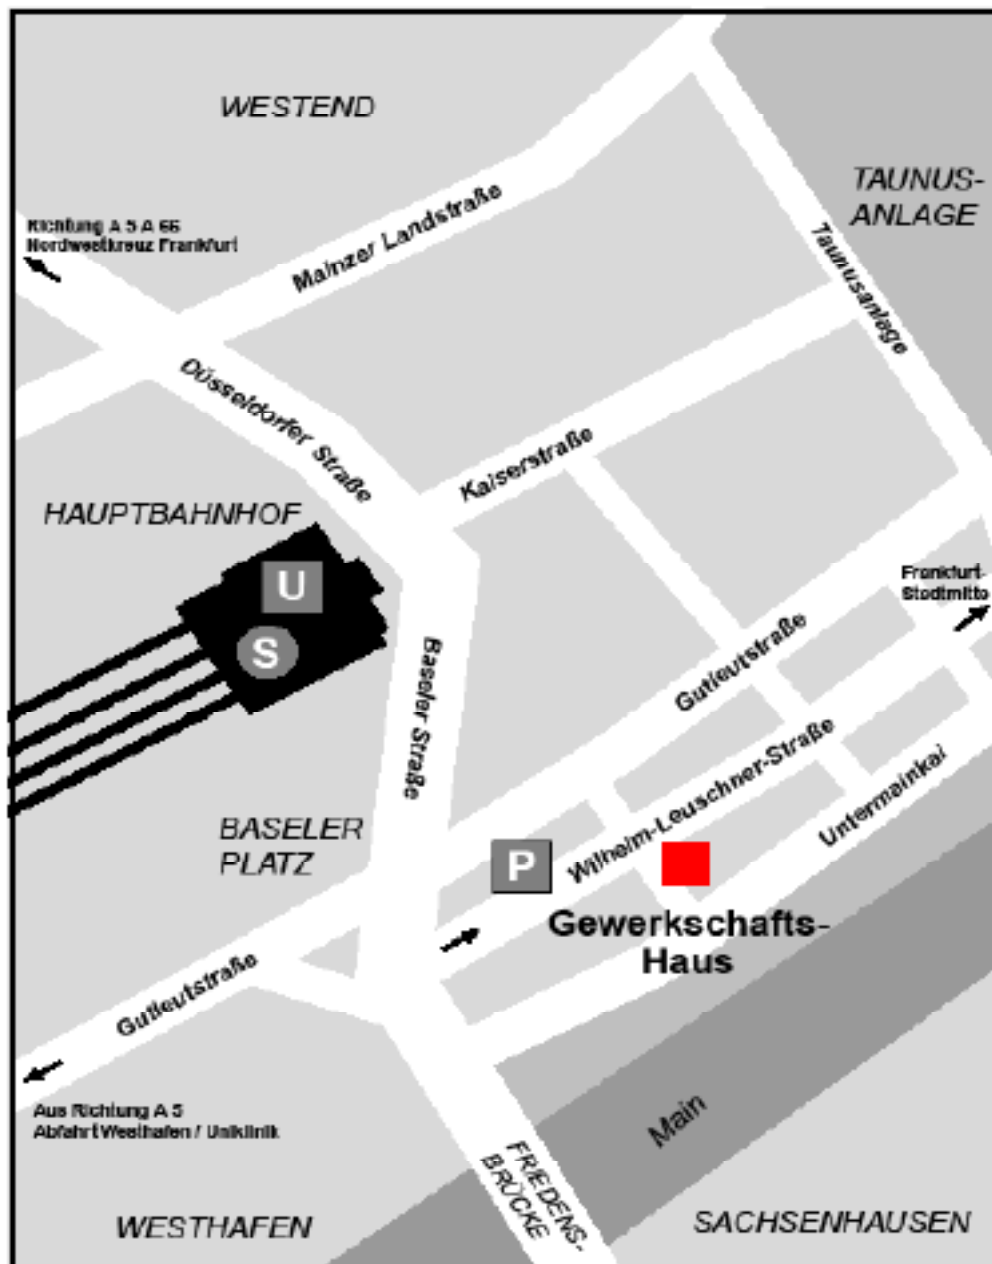 WESTEND
TAUNUS-
ANLAGE
Richtung A 5 A 66
Nordwestkreuz Frankfurt
Mainzer Landstraße
Taunusanlage
Düsseldorfer Straße
Kaiserstraße
HAUPTBAHNHOF
U
S
Frankfurt-
Stadtmitte
Baseler Straße
Gutleutstraße
Wilhelm-Leuschner-Straße
Untermainkai
BASELER
PLATZ
P
Gewerkschafts-
Haus
Gutleutstraße
Aus Richtung A 5
Abfahrt Westhafen / Uniklinik
Main
FRIEDENS-
BRÜCKE
WESTHAFEN
SACHSENHAUSEN